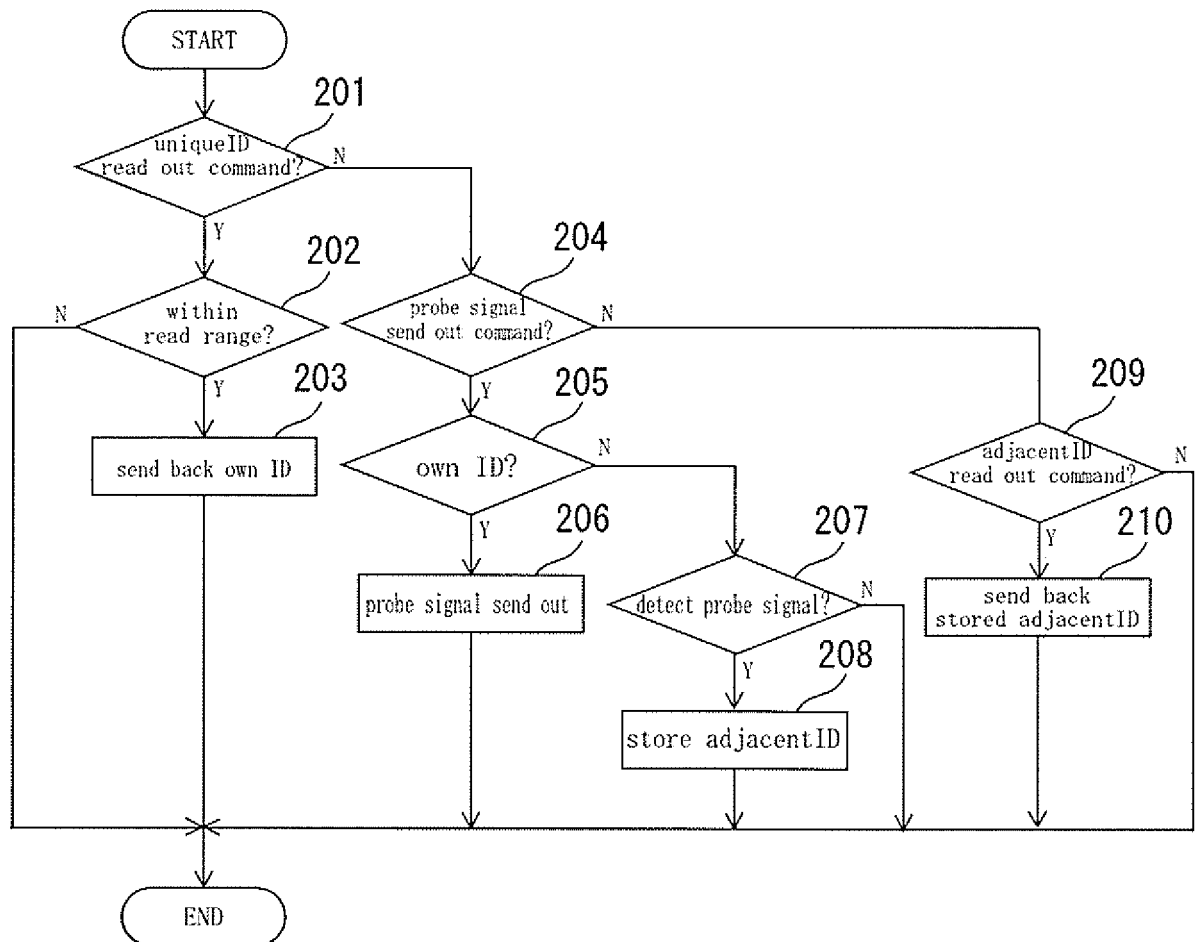 START
201
uniqueID
read out command?
N
Y
202
within
read range?
N
Y
203
send back own ID
204
probe signal
send out command?
N
Y
205
own ID?
N
Y
206
probe signal send out
207
detect probe signal?
N
Y
208
store adjacentID
209
adjacentID
read out command?
N
Y
210
send back
stored adjacentID
END